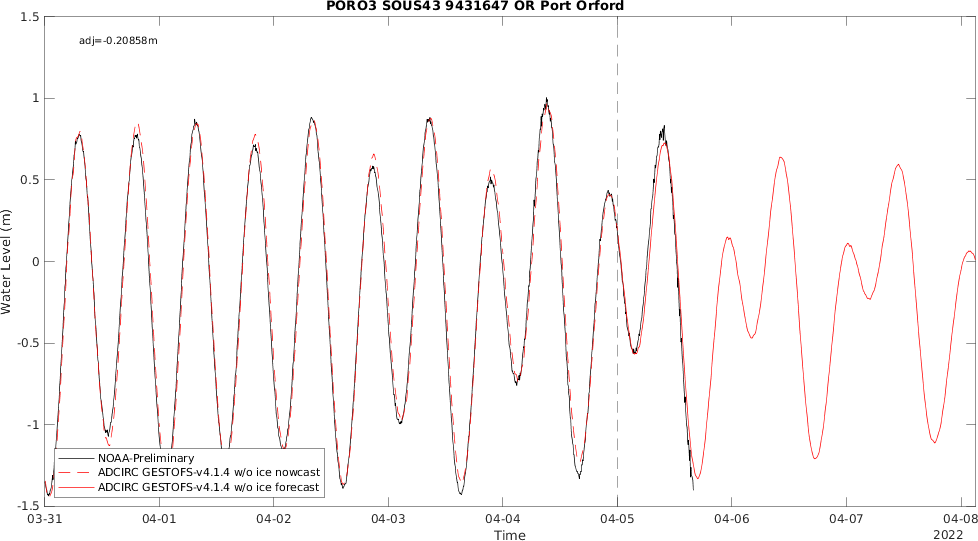 PORO3 SOUS43 9431647 OR Port Orford
adj=-0.20858m
Water Level (m)
1.5
1
0.5
0
-0.5
-1
-1.5
NOAA-Preliminary
ADCIRC GESTOFS-v4.1.4 w/o ice nowcast
ADCIRC GESTOFS-v4.1.4 w/o ice forecast
03-31 04-01 04-02 04-03 04-04 04-05 04-06 04-07 04-08
Time
2022